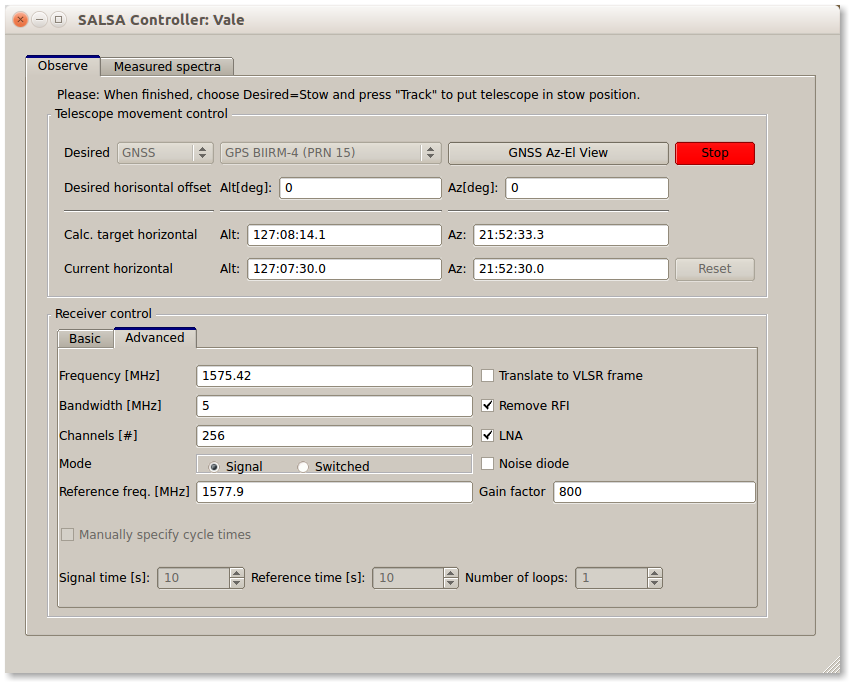 SALSA Controller: Vale
Observe Measured spectra
Please: When finished, choose Desired=Stow and press "Track" to put telescope in stow position.
Telescope movement control
Desired GNSS GPS BIIRM-4 (PRN 15) GNSS Az-El View Stop
Desired horisontal offset Alt[deg]: 0 Az[deg]: 0
Calc. target horizontal Alt: 127:08:14.1 Az: 21:52:33.3
Current horizontal Alt: 127:07:30.0 Az: 21:52:30.0 Reset
Receiver control
Basic Advanced
Frequency [MHz] 1575.42 Translate to VLSR frame
Bandwidth [MHz] 5 Remove RFI
Channels [#] 256 LNA
Mode Signal Switched Noise diode
Reference freq. [MHz] 1577.9 Gain factor 800
Manually specify cycle times
Signal time [s]: 10 Reference time [s]: 10 Number of loops: 1